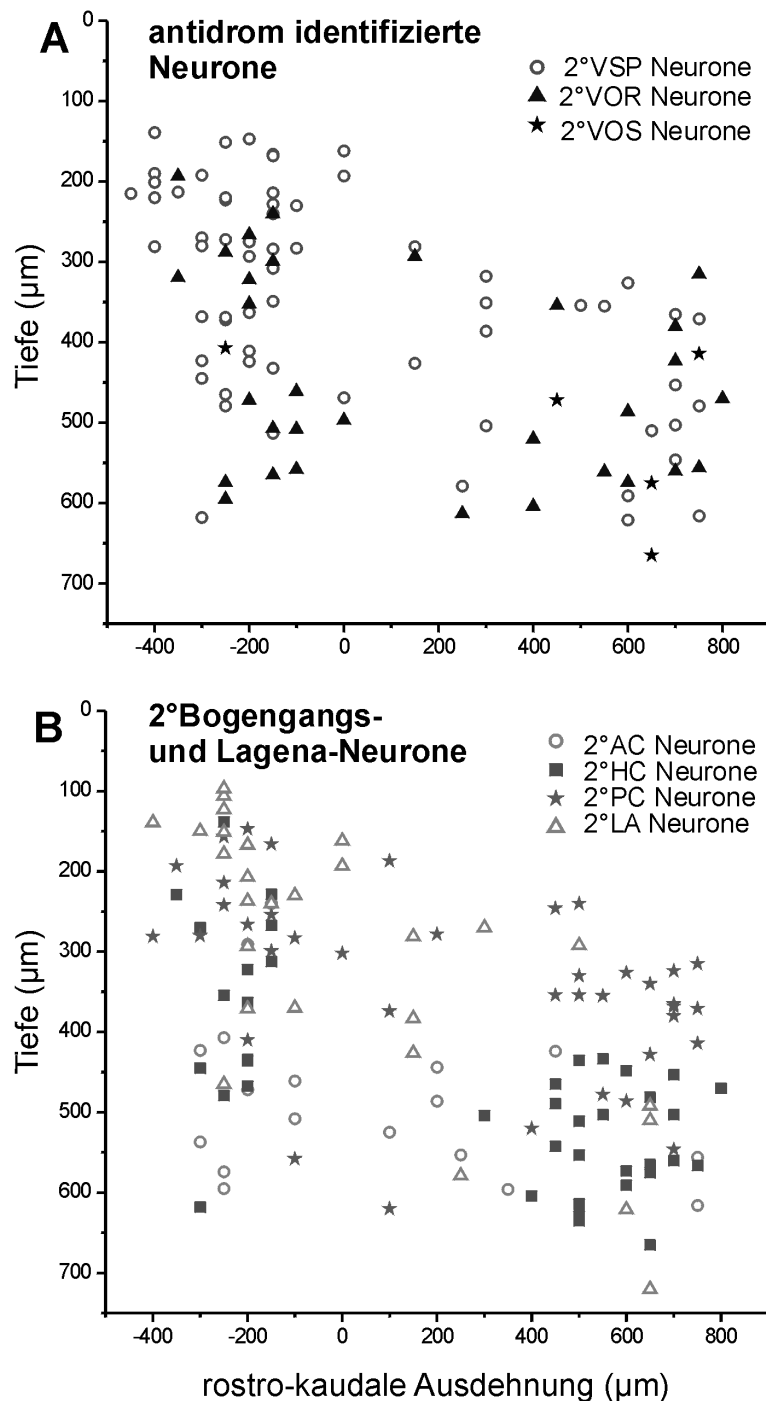 A
antidrom identifizierte
Neurone
2°VSP Neurone
2°VOR Neurone
2°VOS Neurone
Tiefe (µm)
0
100
200
300
400
500
600
700
-400 -200 0 200 400 600 800
B
2°Bogengangs-
und Lagena-Neurone
2°AC Neurone
2°HC Neurone
2°PC Neurone
2°LA Neurone
Tiefe (µm)
0
100
200
300
400
500
600
700
-400 -200 0 200 400 600 800
rostro-kaudale Ausdehnung (µm)